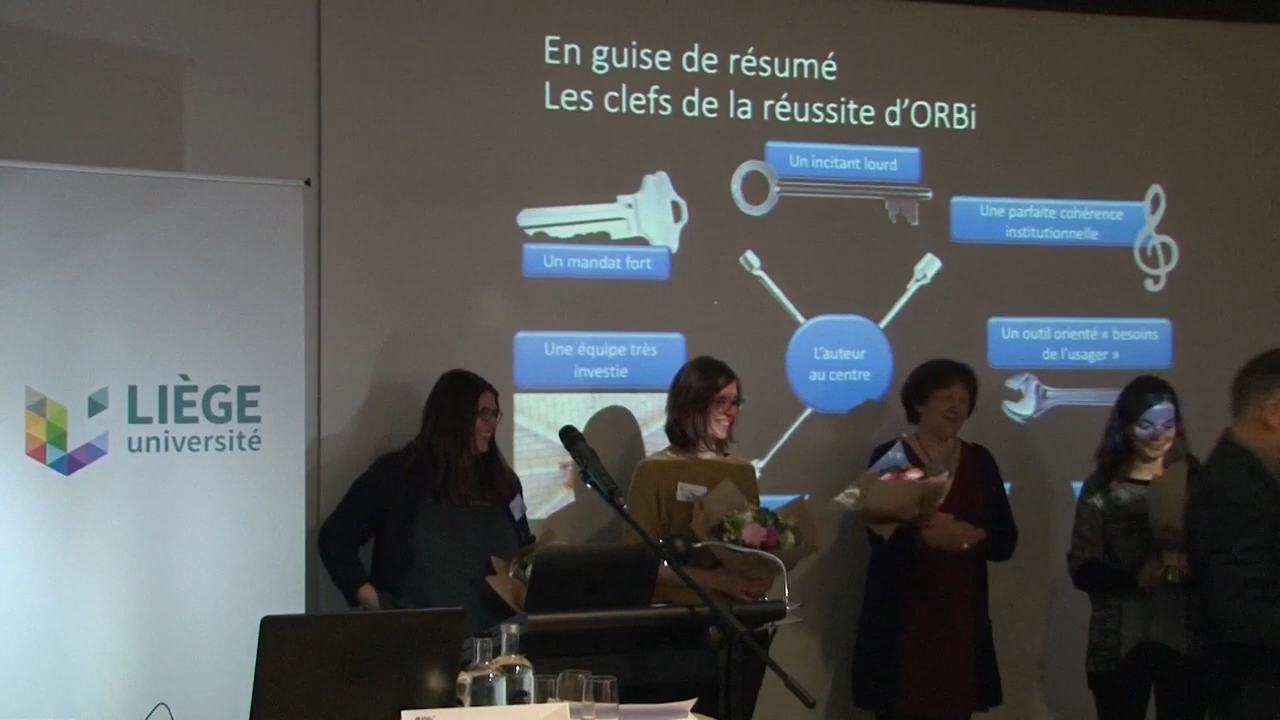 En guise de résumé
Les clefs de la réussite d'ORBi
Un incitant lourd
Une parfaite cohérence
institutionnelle
Un mandat fort
Un outil orienté « besoins
de l'usager »
Une équipe très
investie
L'auteur
au centre
LIÈGE
université